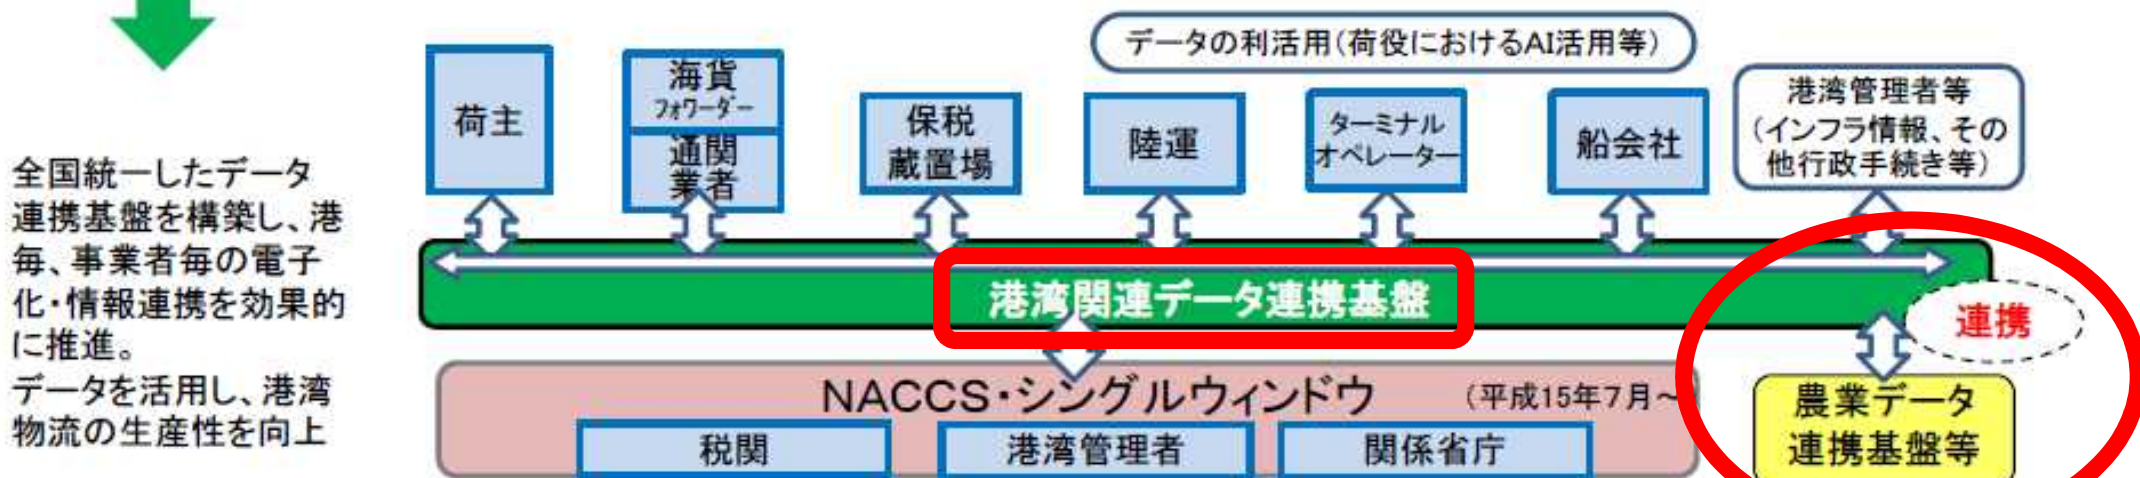 データの利活用(荷役におけるAI活用等)
荷主
海貨
フォワーダー
通関
業者
保税
蔵置場
陸運
ターミナル
オペレーター
船会社
港湾管理者等
(インフラ情報、その
他行政手続き等)
全国統一したデータ
連携基盤を構築し、港
毎、事業者毎の電子
化・情報連携を効果的
に推進。
データを活用し、港湾
物流の生産性を向上
港湾関連データ連携基盤
連携
NACCS・シングルウィンドウ
(平成15年7月~
税関
港湾管理者
関係省庁
農業データ
連携基盤等